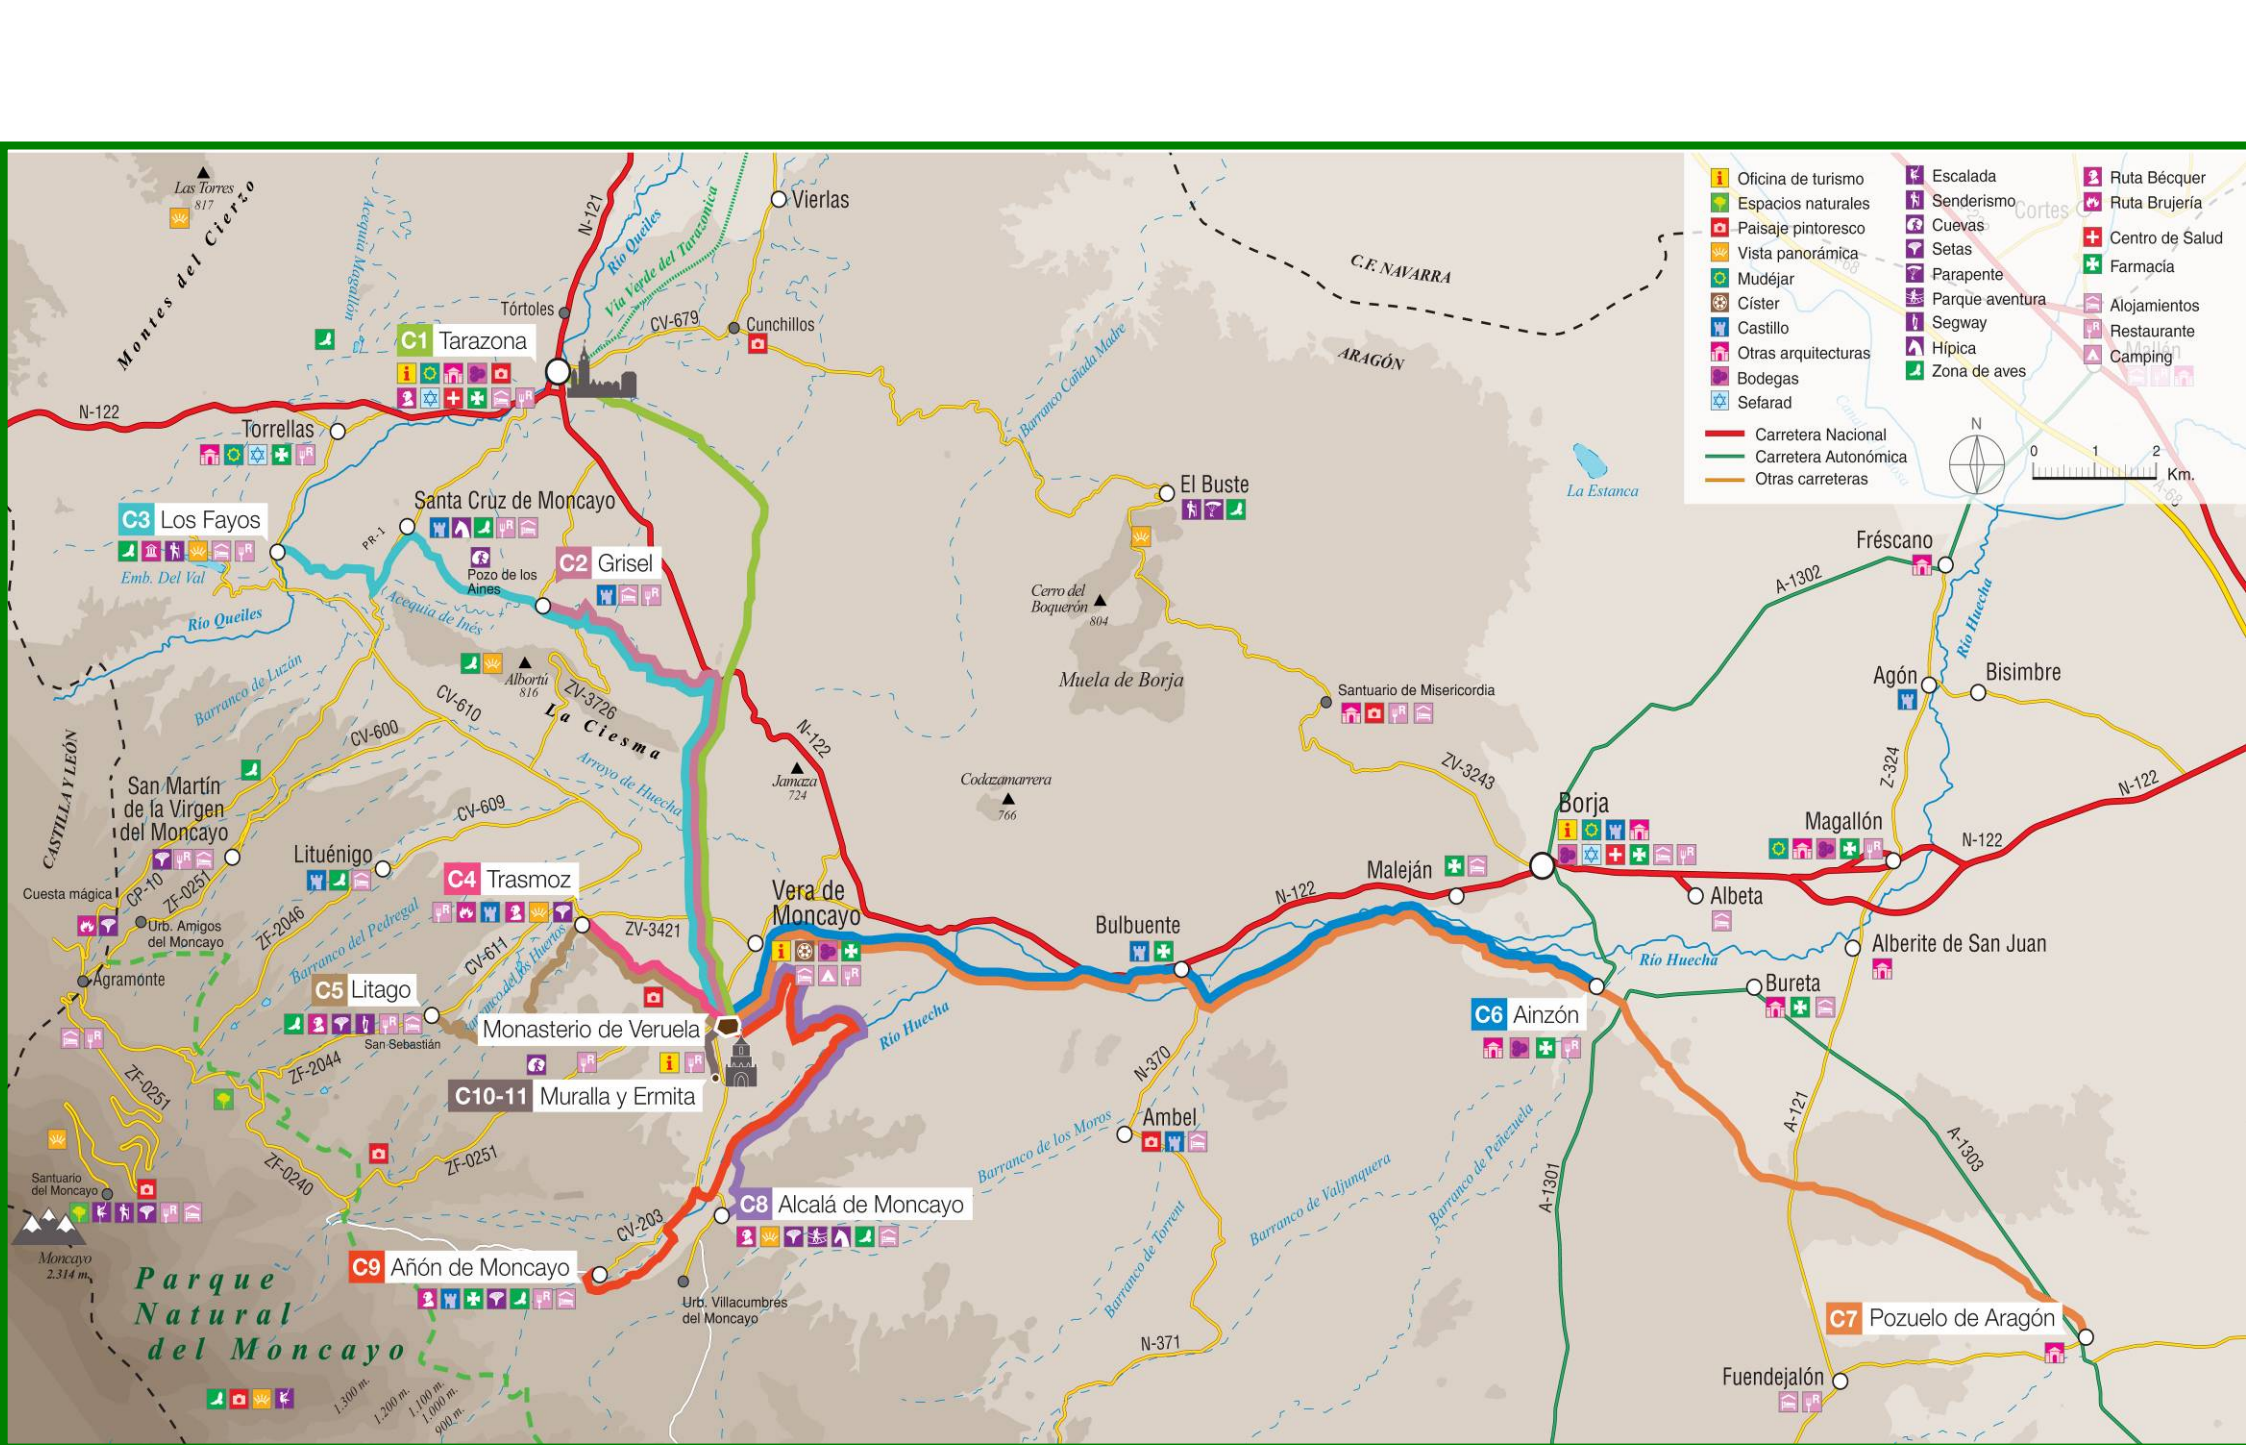 Las Torres
817
Montes del Cierzo
Acequia Magallón
N-121
Río Queiles
Vía Verde del Tarazonica
Vierlas
Tórtoles
CV-679
Cunchillos
C1 Tarazona
N-122
Torrellas
Santa Cruz de Moncayo
PR-1
C3 Los Fayos
Emb. Del Val
Río Queiles
Pozo de los
Aines
C2 Grisel
Acequia de Inés
Barranco de Luzán
Albortú
816
ZV-3726
La Ciesma
CV-610
CV-600
CASTILLA Y LEÓN
San Martín
de la Virgen
del Moncayo
CV-609
Arroyo de Huecha
Lituénigo
Cuesta mágica
CP-10
ZF-0251
Urb. Amigos
del Moncayo
ZF-2046
Barranco del Pedregal
C4 Trasmoz
CV-611
Barranco de los Huertos
ZV-3421
Agramonte
C5 Litago
San Sebastián
ZF-2044
Monasterio de Veruela
C10-11 Muralla y Ermita
ZF-0251
ZF-0240
ZF-0251
Santuario
del Moncayo
Moncayo
2.314 m.
Parque
Natural
del Moncayo
1.300 m.
1.200 m.
1.100 m.
1.000 m.
900 m.
C9 Añón de Moncayo
CV-203
C8 Alcalá de Moncayo
Urb. Villacumbres
del Moncayo
Vera de
Moncayo
Río Huecha
N-122
Jamaza
724
Codazamarrera
766
C.F. NAVARRA
ARAGÓN
Barranco Cañada Madre
El Buste
Cerro del
Boquerón
804
Muela de Borja
La Estanca
Santuario de Misericordia
ZV-3243
Borja
Maleján
N-122
Bulbuente
N-370
Ambel
Barranco de los Moros
Barranco de Torrent
Barranco de Valjunquera
Barranco de Peñezuela
N-371
C6 Ainzón
A-1301
Río Huecha
Fréscano
A-1302
Río Huecha
Agón
Bisimbre
Z-324
N-122
Magallón
N-122
Albeta
Alberite de San Juan
Bureta
A-121
A-1303
C7 Pozuelo de Aragón
Fuendejalón
Oficina de turismo
Espacios naturales
Paisaje pintoresco
Vista panorámica
Mudéjar
Císter
Castillo
Otras arquitecturas
Bodegas
Sefarad
Escalada
Senderismo
Cuevas
Setas
Parapente
Parque aventura
Segway
Hípica
Zona de aves
Ruta Bécquer
Ruta Brujería
Centro de Salud
Farmacía
Alojamientos
Restaurante
Camping
Carretera Nacional
Carretera Autonómica
Otras carreteras
N
0 1 2
Km.
Cortes
Mallén
A-68
A-68